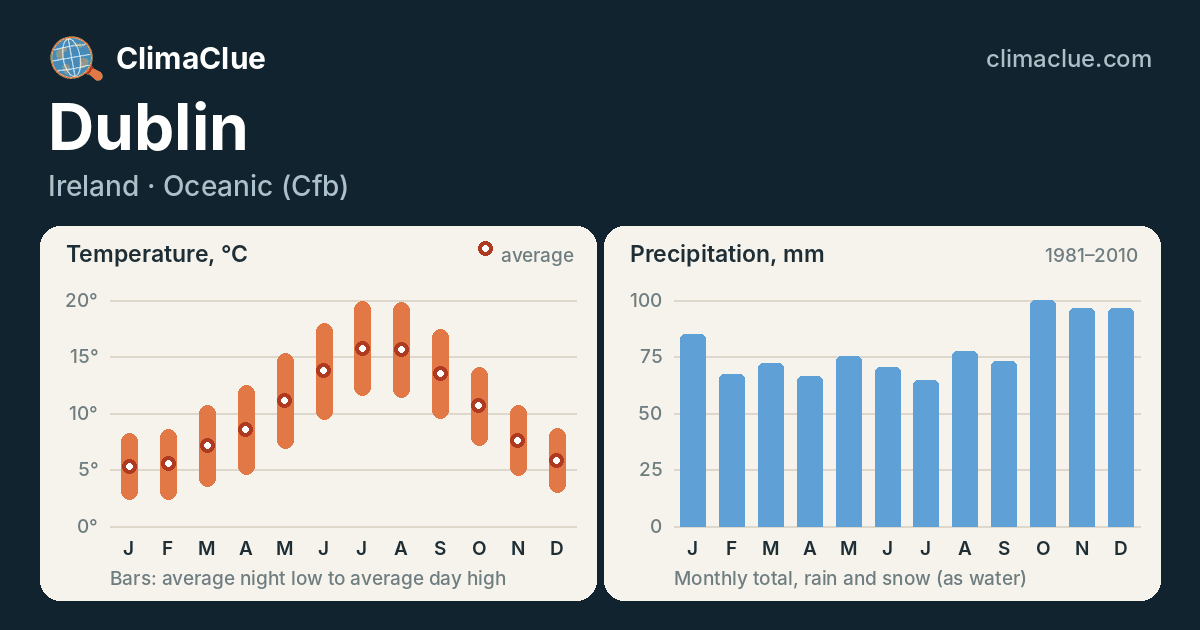 ClimaClue
climaclue.com
Dublin
Ireland · Oceanic (Cfb)
Temperature, °C
average
20°
15°
10°
5°
0°
J F M A M J J A S O N D
Bars: average night low to average day high
Precipitation, mm
1981–2010
100
75
50
25
0
J F M A M J J A S O N D
Monthly total, rain and snow (as water)